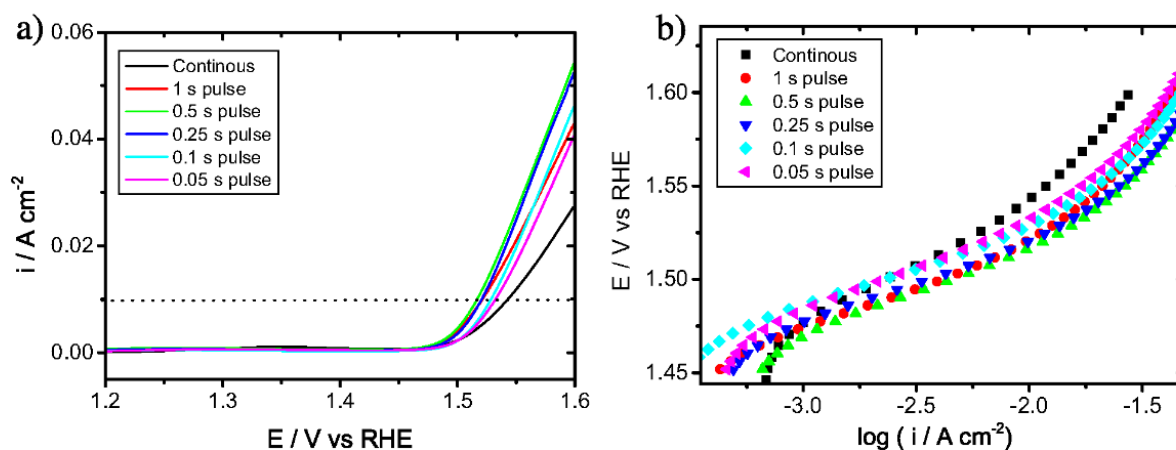 a)
0.06
0.04
0.02
0.00
i / A cm-2
Continous
1 s pulse
0.5 s pulse
0.25 s pulse
0.1 s pulse
0.05 s pulse
1.2 1.3 1.4 1.5 1.6
E / V vs RHE
b)
1.60
1.55
1.50
1.45
E / V vs RHE
Continous
1 s pulse
0.5 s pulse
0.25 s pulse
0.1 s pulse
0.05 s pulse
-3.0 -2.5 -2.0 -1.5
log ( i / A cm-2)